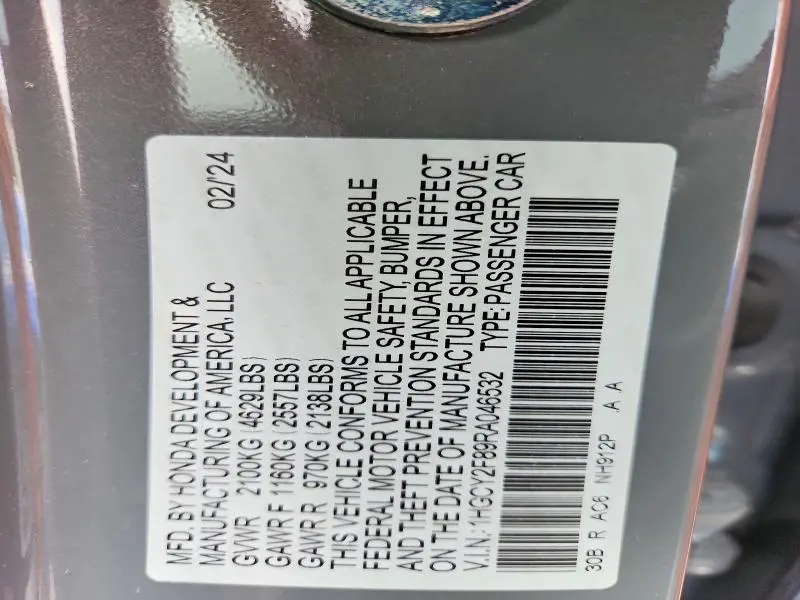 MFD. BY HONDA DEVELOPMENT &
MANUFACTURING OF AMERICA, LLC 02/'24
GVWR 2100KG (4629LBS)
GAWR F 1160KG (2557LBS)
GAWR R 970KG (2138LBS)
THIS VEHICLE CONFORMS TO ALL APPLICABLE
FEDERAL MOTOR VEHICLE SAFETY, BUMPER,
AND THEFT PREVENTION STANDARDS IN EFFECT
ON THE DATE OF MANUFACTURE SHOWN ABOVE.
V.I.N.: 1HGCY2F89RA046532 TYPE:PASSENGER CAR
30B R AC6 NH912P A A